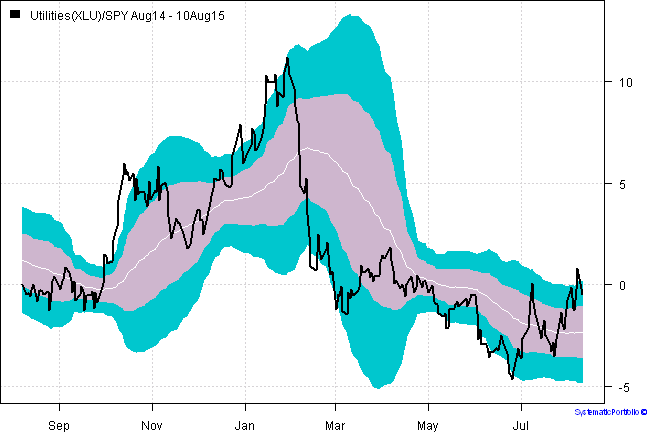 Utilities(XLU)/SPY Aug14 - 10Aug15
10
5
0
-5
Sep Nov Jan Mar May Jul
SystematicPortfolio ©